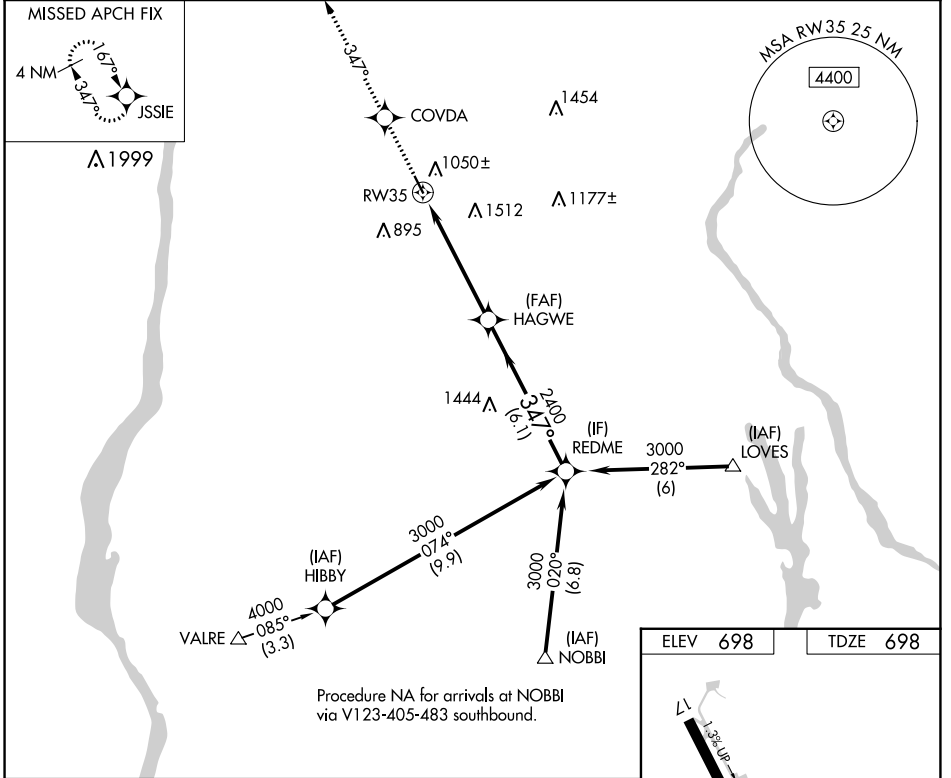 MISSED APCH FIX
4 NM
167°
347°
JSSIE
1999
347°
COVDA
1454
MSA RW35 25 NM
4400
1050±
RW35
1512
1177±
895
(FAF)
HAGWE
1444
2400
347°
(6.1)
(IF)
REDME
3000
282°
(6)
(IAF)
LOVES
3000
074°
(9.9)
(IAF)
HIBBY
4000
085°
(3.3)
VALRE
3000
020°
(6.8)
(IAF)
NOBBI
Procedure NA for arrivals at NOBBI
via V123-405-483 southbound.
ELEV 698
TDZE 698
17
1.3% UP